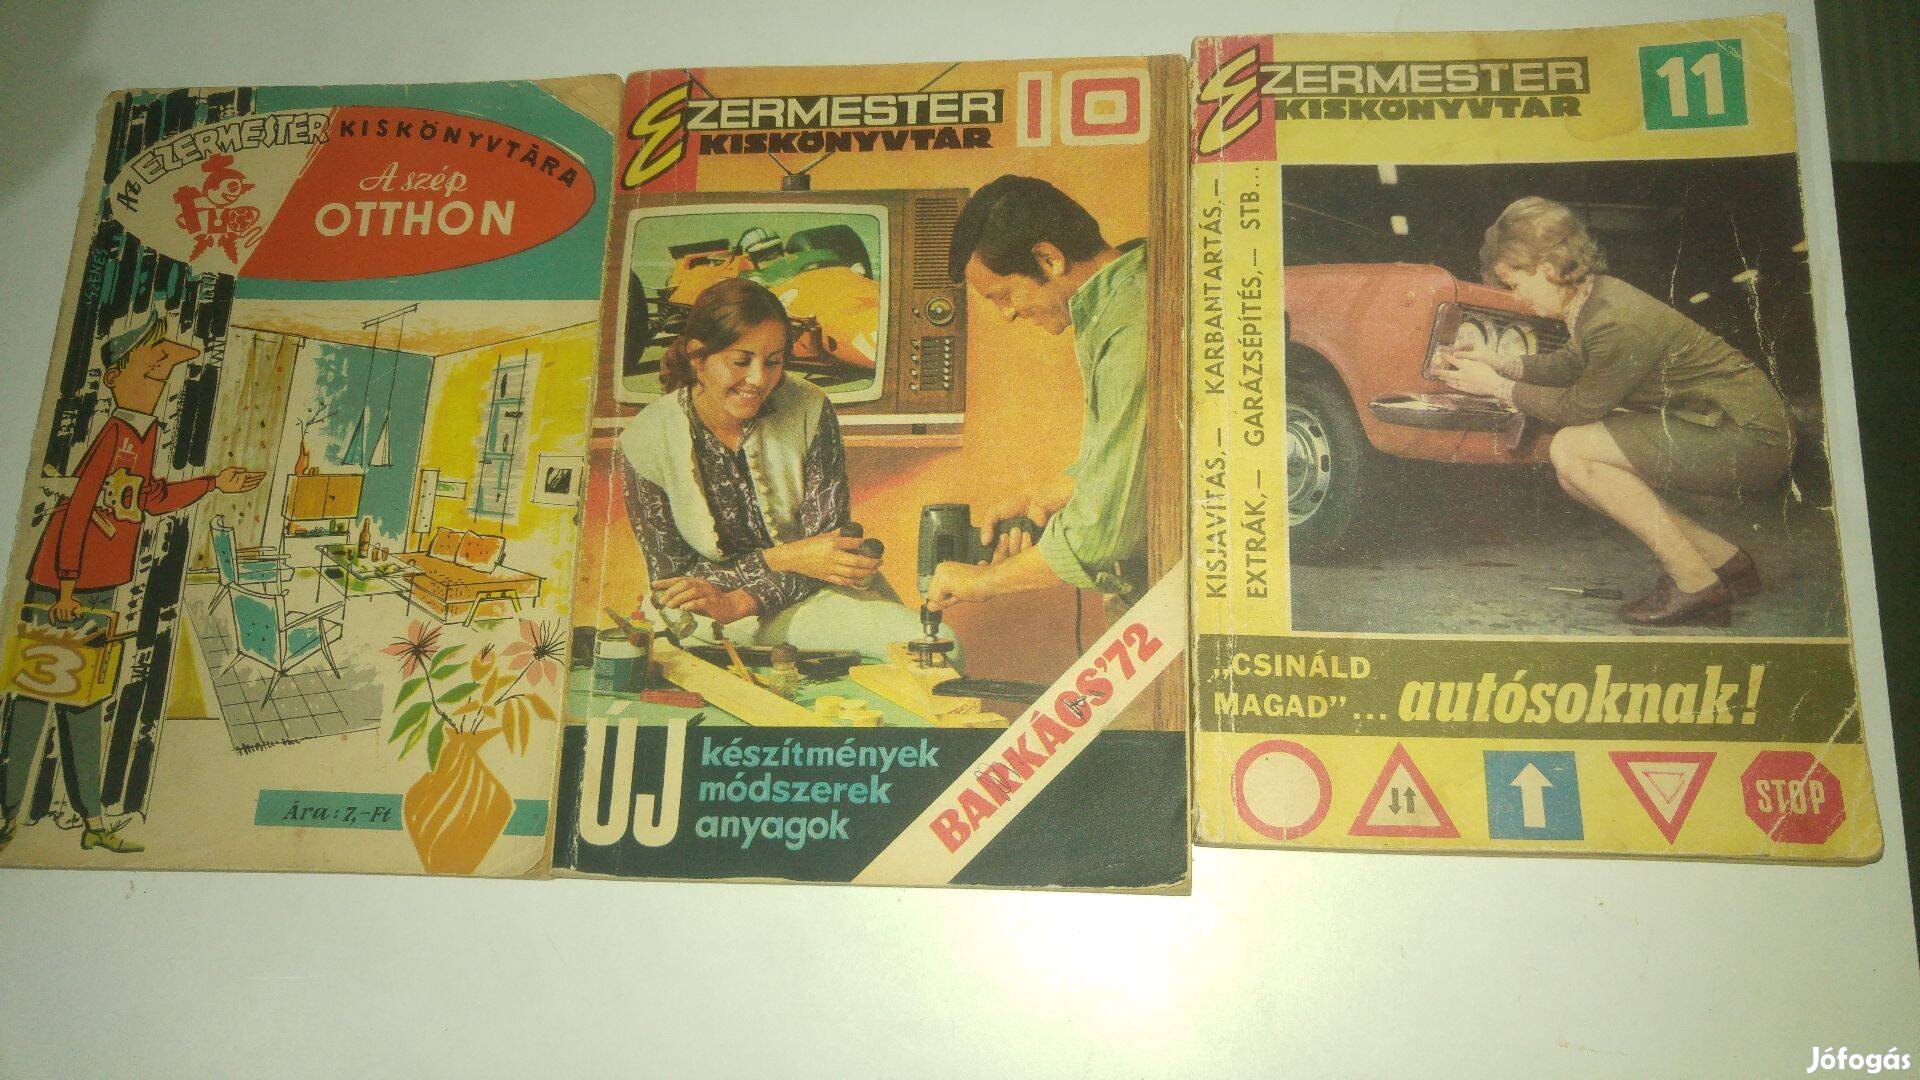 Az EZERMESTER KISKÖNYVTÁRA
A szép
OTTHON
SZENES
3
Ára: 7,-Ft
EZERMESTER
KISKÖNYVTÁR
10
ÚJ
készítmények
módszerek
anyagok
BARKÁCS'72
EZERMESTER
KISKÖNYVTÁR
11
KISJAVÍTÁS,- KARBANTARTÁS,-
EXTRÁK,- GARÁZSÉPÍTÉS,- STB...
„CSINÁLD
MAGAD"... autósoknak!
STOP
Jófogás